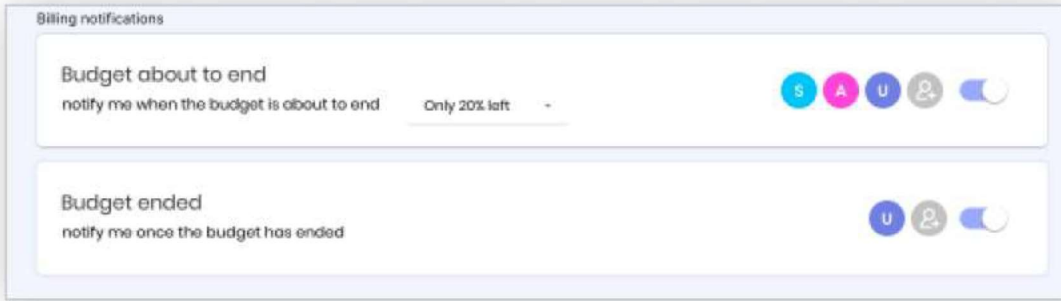 Billing notifications
Budget about to end
notify me when the budget is about to end
Only 20% left
S A U
Budget ended
notify me once the budget has ended
U